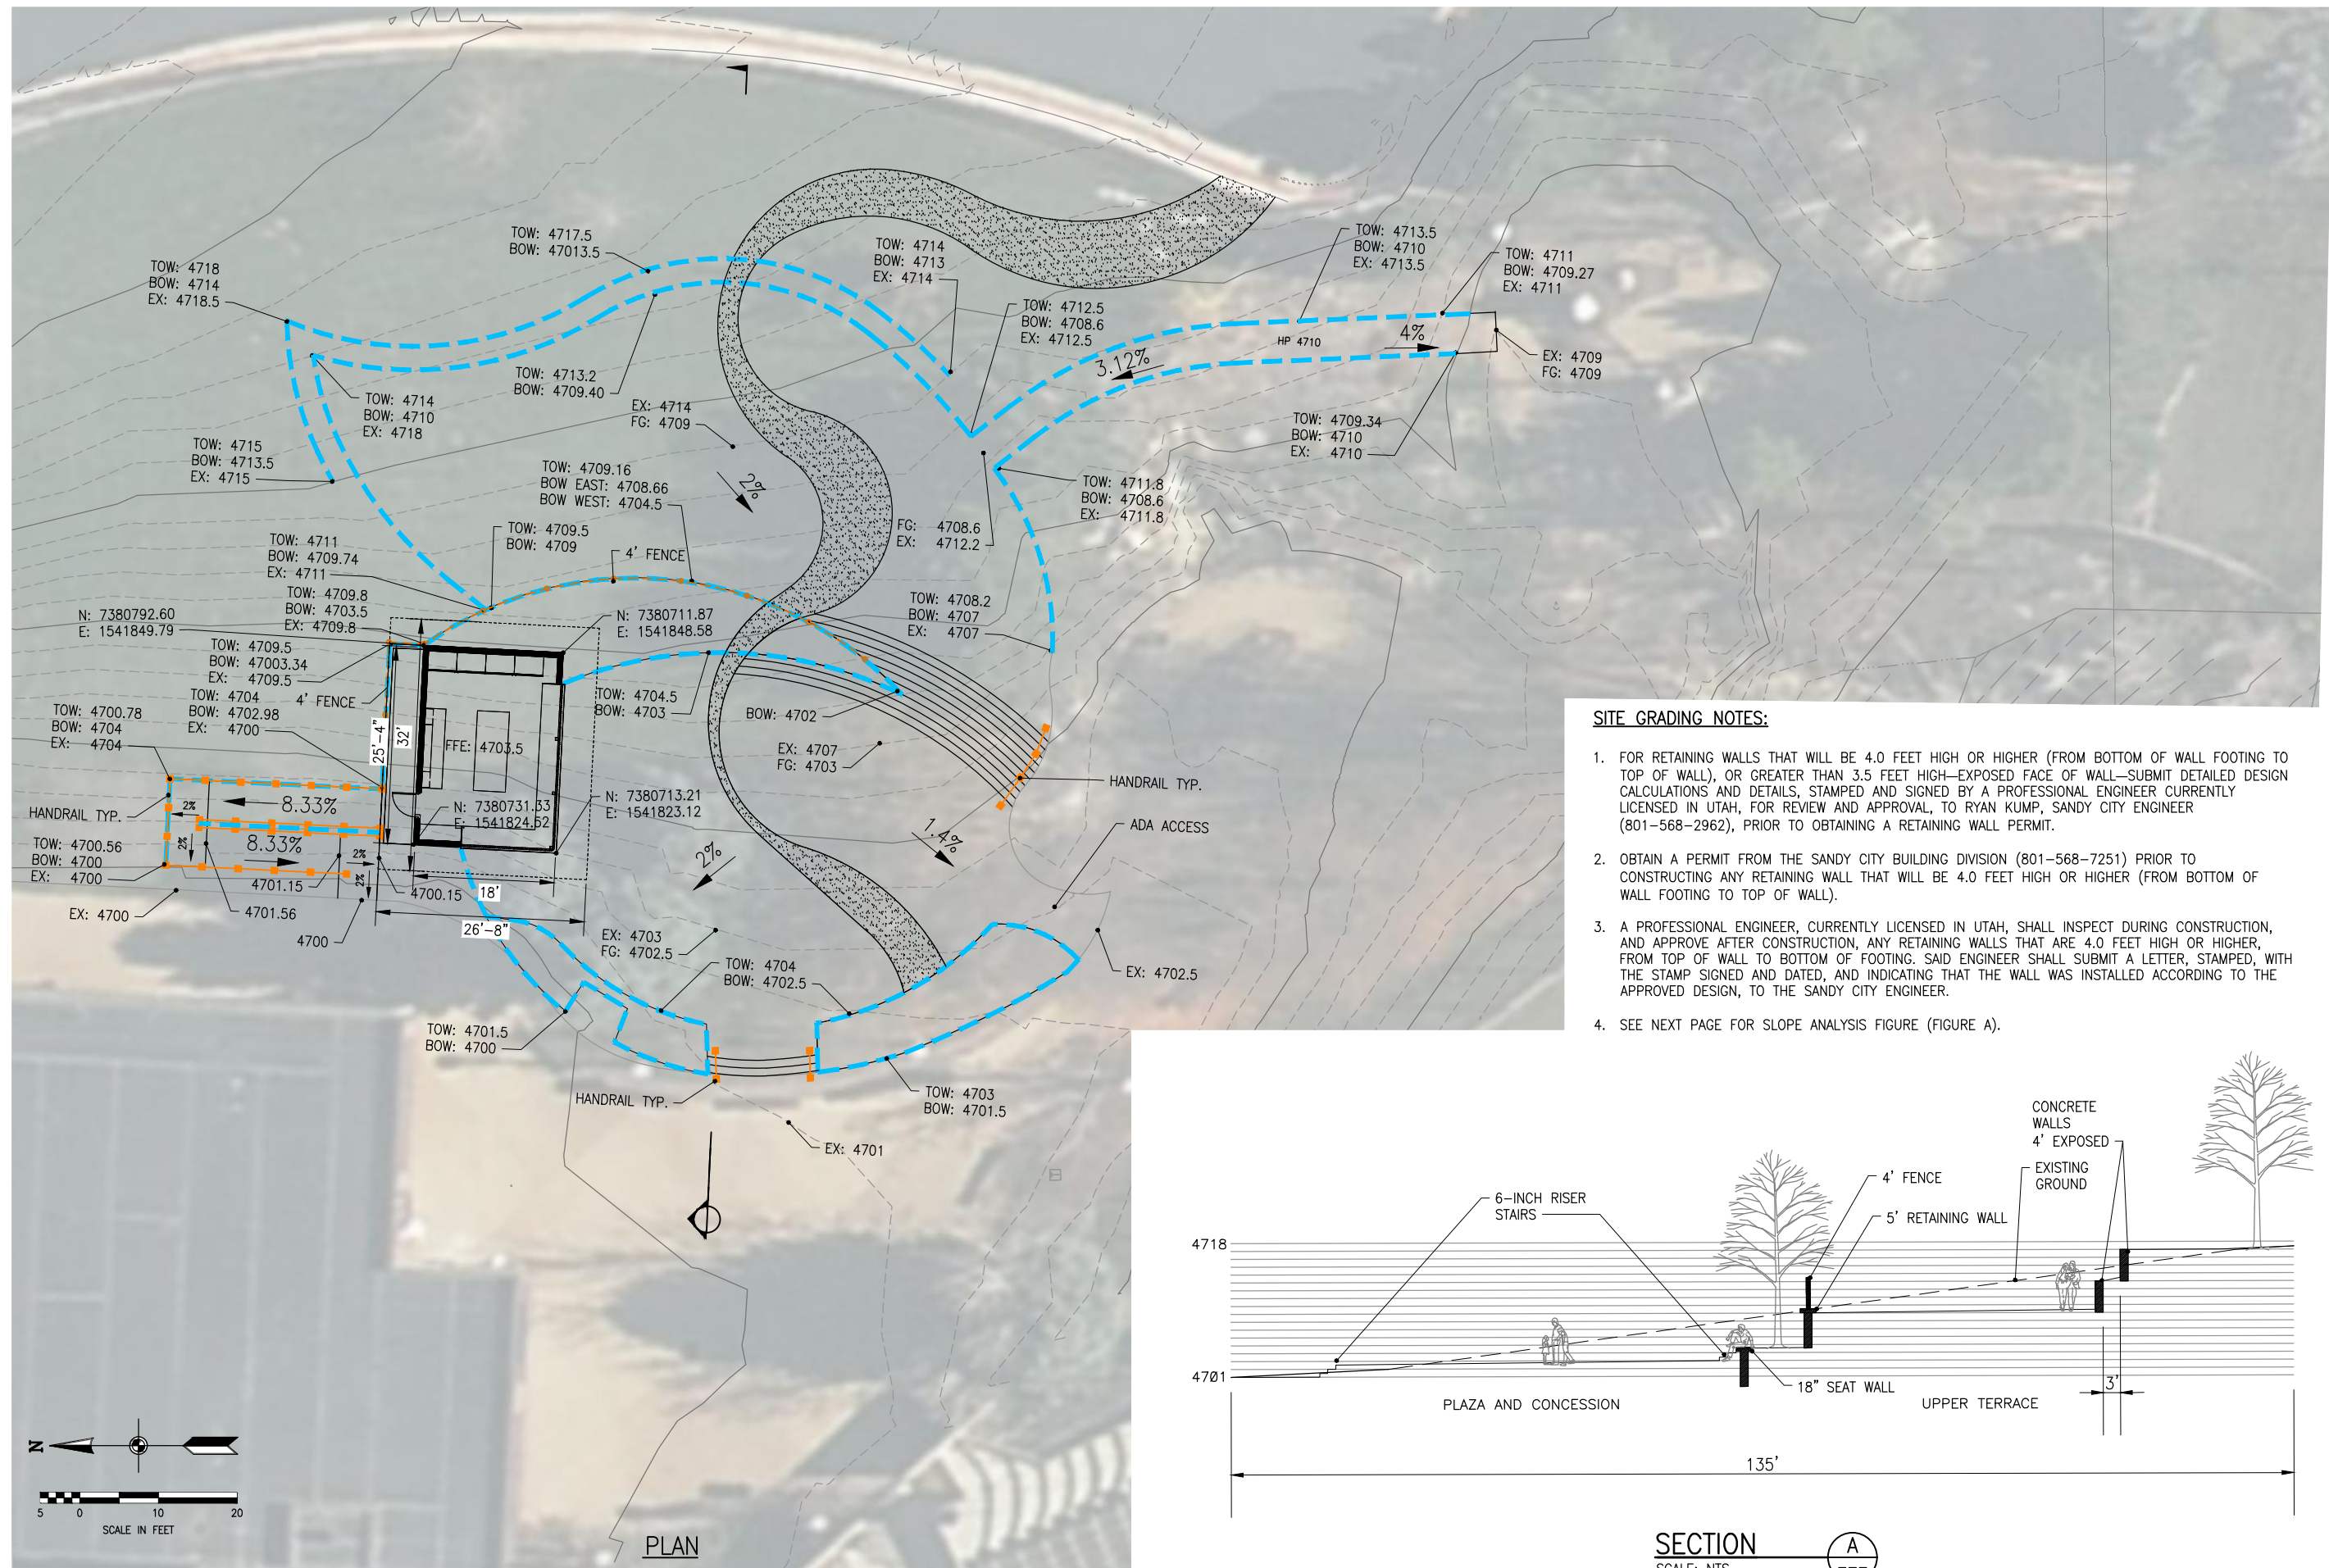 TOW: 4717.5
BOW: 47013.5
TOW: 4718
BOW: 4714
EX: 4718.5
TOW: 4714
BOW: 4713
EX: 4714
TOW: 4713.5
BOW: 4710
EX: 4713.5
TOW: 4711
BOW: 4709.27
EX: 4711
TOW: 4712.5
BOW: 4708.6
EX: 4712.5
HP 4710
4%
3.12%
EX: 4709
FG: 4709
TOW: 4713.2
BOW: 4709.40
TOW: 4714
BOW: 4710
EX: 4718
EX: 4714
FG: 4709
TOW: 4709.34
BOW: 4710
EX: 4710
TOW: 4715
BOW: 4713.5
EX: 4715
TOW: 4709.16
BOW EAST: 4708.66
BOW WEST: 4704.5
2%
TOW: 4711.8
BOW: 4708.6
EX: 4711.8
FG: 4708.6
EX: 4712.2
TOW: 4709.5
BOW: 4709
4' FENCE
TOW: 4711
BOW: 4709.74
EX: 4711
TOW: 4709.8
BOW: 4703.5
EX: 4709.8
N: 7380792.60
E: 1541849.79
N: 7380711.87
E: 1541848.58
TOW: 4708.2
BOW: 4707
EX: 4707
TOW: 4709.5
BOW: 47003.34
EX: 4709.5
4' FENCE
TOW: 4704
BOW: 4702.98
EX: 4700
TOW: 4700.78
BOW: 4704
EX: 4704
TOW: 4704.5
BOW: 4703
BOW: 4702
25'-4"
32'
FFE: 4703.5
EX: 4707
FG: 4703
HANDRAIL TYP.
HANDRAIL TYP.
8.33%
2%
8.33%
2%
2%
2%
N: 7380731.33
E: 1541824.52
N: 7380713.21
E: 1541823.12
ADA ACCESS
1.4%
2%
TOW: 4700.56
BOW: 4700
EX: 4700
4701.15
4700.15
18'
EX: 4700
4701.56
4700
26'-8"
EX: 4703
FG: 4702.5
TOW: 4704
BOW: 4702.5
EX: 4702.5
TOW: 4701.5
BOW: 4700
HANDRAIL TYP.
TOW: 4703
BOW: 4701.5
EX: 4701
SITE GRADING NOTES:
1. FOR RETAINING WALLS THAT WILL BE 4.0 FEET HIGH OR HIGHER (FROM BOTTOM OF WALL FOOTING TO
TOP OF WALL), OR GREATER THAN 3.5 FEET HIGH—EXPOSED FACE OF WALL—SUBMIT DETAILED DESIGN
CALCULATIONS AND DETAILS, STAMPED AND SIGNED BY A PROFESSIONAL ENGINEER CURRENTLY
LICENSED IN UTAH, FOR REVIEW AND APPROVAL, TO RYAN KUMP, SANDY CITY ENGINEER
(801-568-2962), PRIOR TO OBTAINING A RETAINING WALL PERMIT.
2. OBTAIN A PERMIT FROM THE SANDY CITY BUILDING DIVISION (801-568-7251) PRIOR TO
CONSTRUCTING ANY RETAINING WALL THAT WILL BE 4.0 FEET HIGH OR HIGHER (FROM BOTTOM OF
WALL FOOTING TO TOP OF WALL).
3. A PROFESSIONAL ENGINEER, CURRENTLY LICENSED IN UTAH, SHALL INSPECT DURING CONSTRUCTION,
AND APPROVE AFTER CONSTRUCTION, ANY RETAINING WALLS THAT ARE 4.0 FEET HIGH OR HIGHER,
FROM TOP OF WALL TO BOTTOM OF FOOTING. SAID ENGINEER SHALL SUBMIT A LETTER, STAMPED, WITH
THE STAMP SIGNED AND DATED, AND INDICATING THAT THE WALL WAS INSTALLED ACCORDING TO THE
APPROVED DESIGN, TO THE SANDY CITY ENGINEER.
4. SEE NEXT PAGE FOR SLOPE ANALYSIS FIGURE (FIGURE A).
CONCRETE
WALLS
4' EXPOSED
4' FENCE
EXISTING
GROUND
6-INCH RISER
STAIRS
5' RETAINING WALL
4718
4701
18" SEAT WALL
3'
PLAZA AND CONCESSION
UPPER TERRACE
135'
N
5 0 10 20
SCALE IN FEET
PLAN
SECTION
A
SCALE: NTS